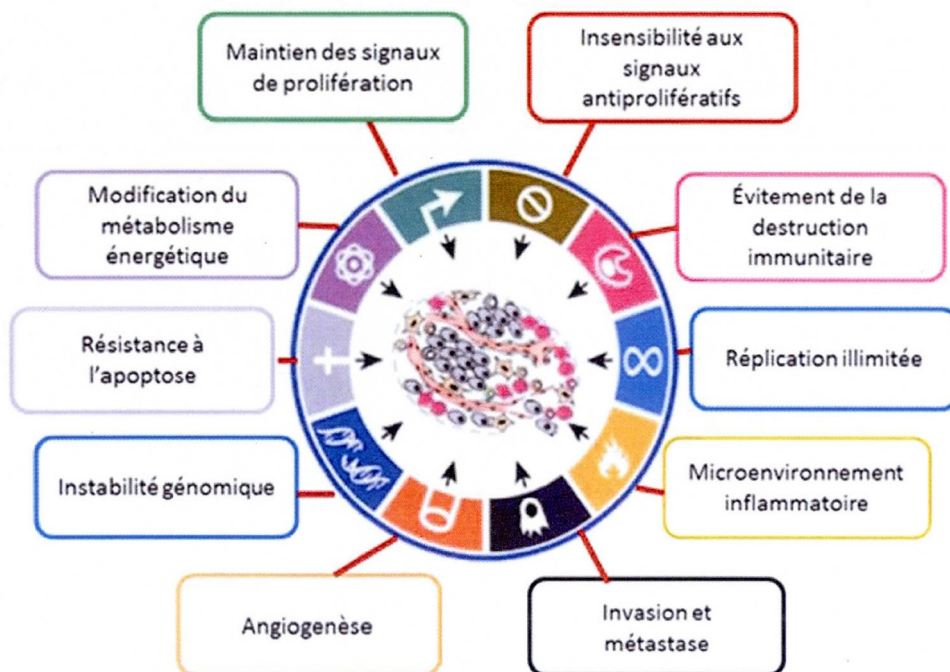 Maintien des signaux
de prolifération
Insensibilité aux
signaux
antiprolifératifs
Modification du
métabolisme
énergétique
Évitement de la
destruction
immunitaire
Résistance à
l'apoptose
Réplication illimitée
Instabilité génomique
Microenvironnement
inflammatoire
Angiogenèse
Invasion et
métastase